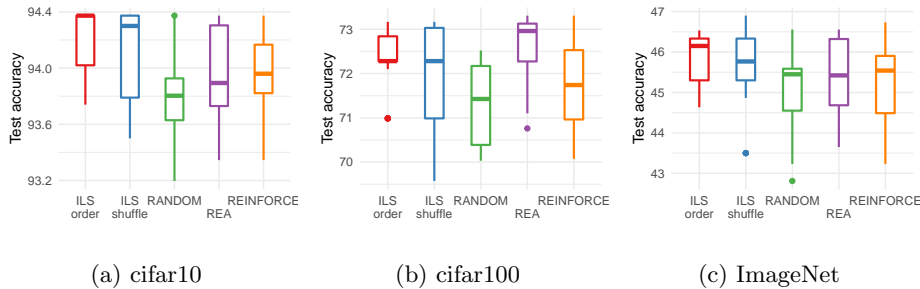 94.4
94.0
93.6
93.2
Test accuracy
ILS order
ILS shuffle
RANDOM
REA
REINFORCE
(a) cifar10
73
72
71
70
Test accuracy
ILS order
ILS shuffle
RANDOM
REA
REINFORCE
(b) cifar100
47
46
45
44
43
Test accuracy
ILS order
ILS shuffle
RANDOM
REA
REINFORCE
(c) ImageNet